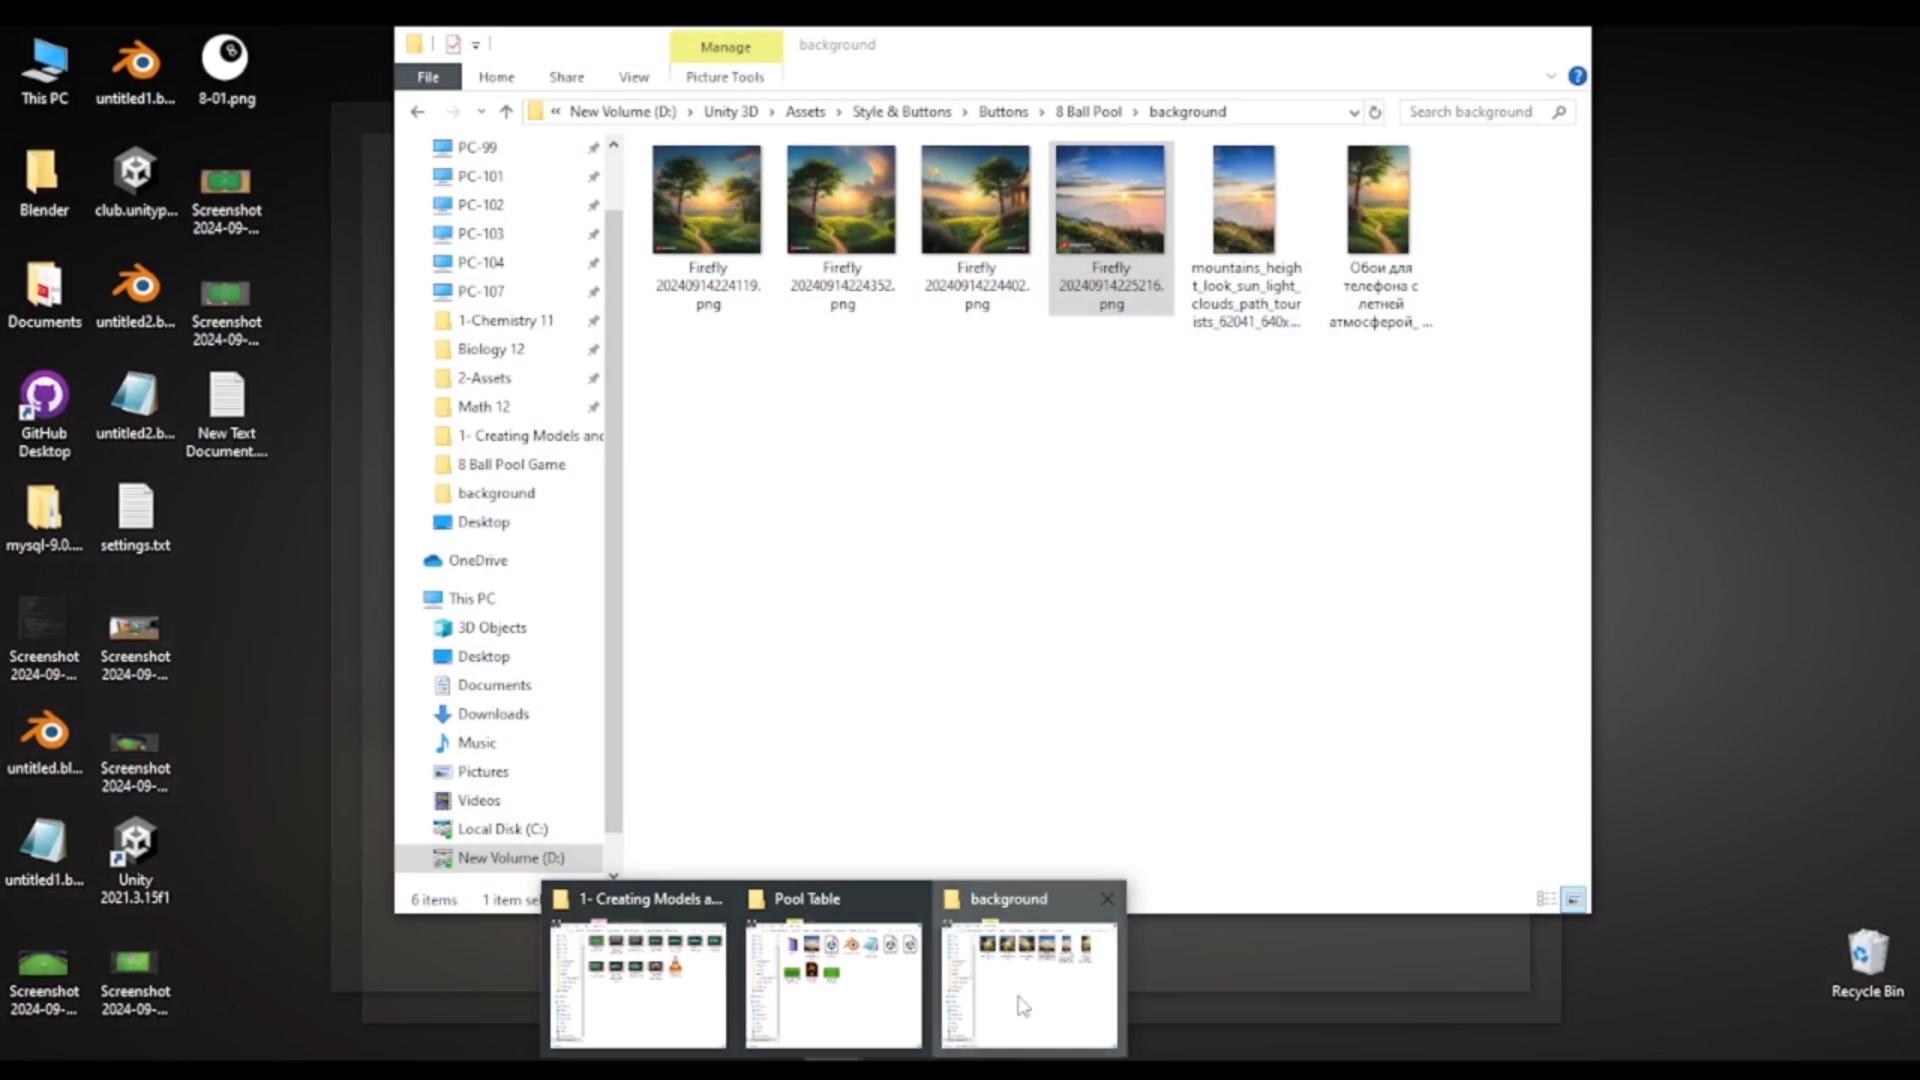 This PC
untitled1.b...
8-01.png
Blender
club.unityp...
Screenshot
2024-09-...
Documents
untitled2.b...
Screenshot
2024-09-...
GitHub
Desktop
untitled2.b...
New Text
Document....
mysql-9.0....
settings.txt
Screenshot
2024-09-...
Screenshot
2024-09-...
untitled.bl...
Screenshot
2024-09-...
untitled1.b...
Unity
2021.3.15f1
Screenshot
2024-09-...
Screenshot
2024-09-...
Manage
background
File
Home
Share
View
Picture Tools
« New Volume (D:) › Unity 3D › Assets › Style & Buttons › Buttons › 8 Ball Pool › background
Search background
PC-99
PC-101
PC-102
PC-103
PC-104
PC-107
1-Chemistry 11
Biology 12
2-Assets
Math 12
1- Creating Models and
8 Ball Pool Game
background
Desktop
OneDrive
This PC
3D Objects
Desktop
Documents
Downloads
Music
Pictures
Videos
Local Disk (C:)
New Volume (D:)
Firefly
20240914224119.
png
Firefly
20240914224352.
png
Firefly
20240914224402.
png
Firefly
20240914225216.
png
mountains_heigh
t_look_sun_light_
clouds_path_tour
ists_62041_640x...
Обои для
телефона с
летней
атмосферой_ ...
6 items
1 item sel
1- Creating Models a...
Pool Table
background
Recycle Bin